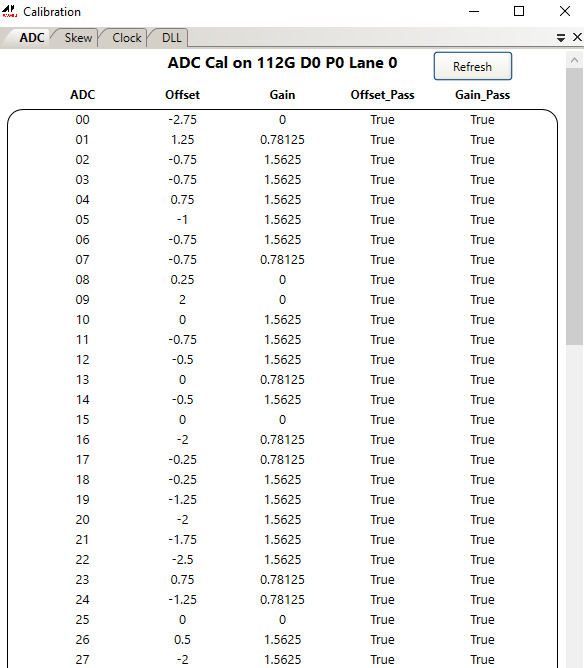 Calibration
ADC Skew Clock DLL
ADC Cal on 112G D0 P0 Lane 0 Refresh
ADC Offset Gain Offset_Pass Gain_Pass
00 -2.75 0 True True
01 1.25 0.78125 True True
02 -0.75 1.5625 True True
03 -0.75 1.5625 True True
04 0.75 1.5625 True True
05 -1 1.5625 True True
06 -0.75 1.5625 True True
07 -0.75 0.78125 True True
08 0.25 0 True True
09 2 0 True True
10 0 1.5625 True True
11 -0.75 1.5625 True True
12 -0.5 1.5625 True True
13 0 0.78125 True True
14 -0.5 1.5625 True True
15 0 0 True True
16 -2 0.78125 True True
17 -0.25 0.78125 True True
18 -0.25 1.5625 True True
19 -1.25 1.5625 True True
20 -2 1.5625 True True
21 -1.75 1.5625 True True
22 -2.5 1.5625 True True
23 0.75 0.78125 True True
24 -1.25 0.78125 True True
25 0 0 True True
26 0.5 1.5625 True True
27 -2 1.5625 True True